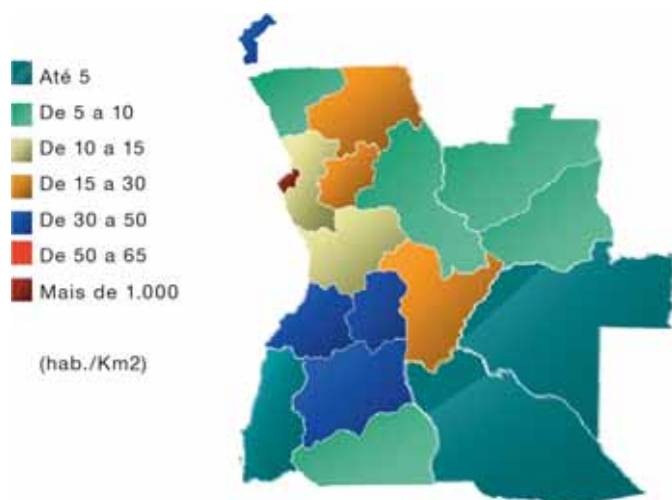 Até 5
De 5 a 10
De 10 a 15
De 15 a 30
De 30 a 50
De 50 a 65
Mais de 1.000
(hab./Km2)